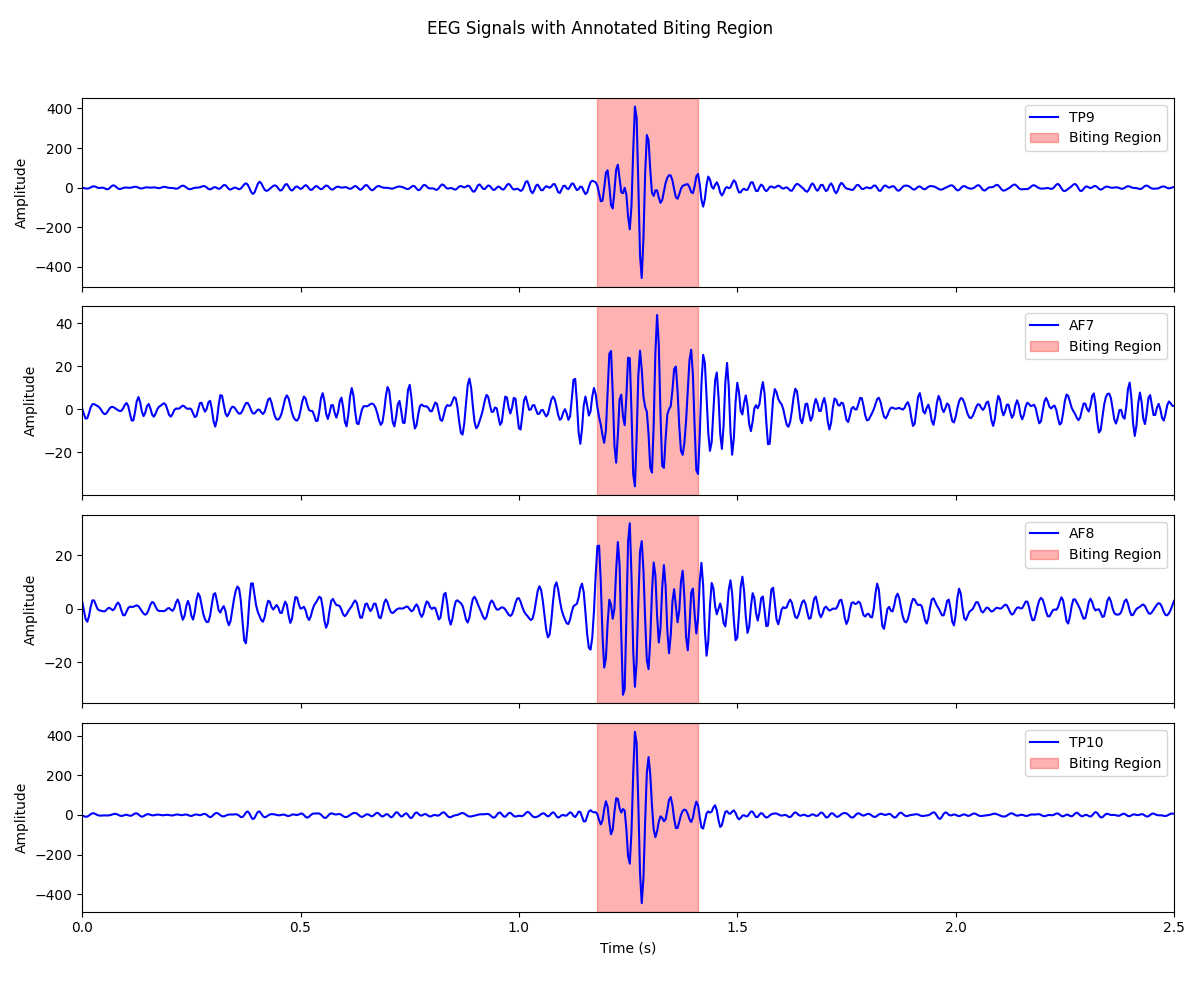 EEG Signals with Annotated Biting Region
400
200
0
−200
−400
Amplitude
TP9
Biting Region
40
20
0
−20
Amplitude
AF7
Biting Region
20
0
−20
Amplitude
AF8
Biting Region
400
200
0
−200
−400
Amplitude
TP10
Biting Region
0.0 0.5 1.0 1.5 2.0 2.5
Time (s)